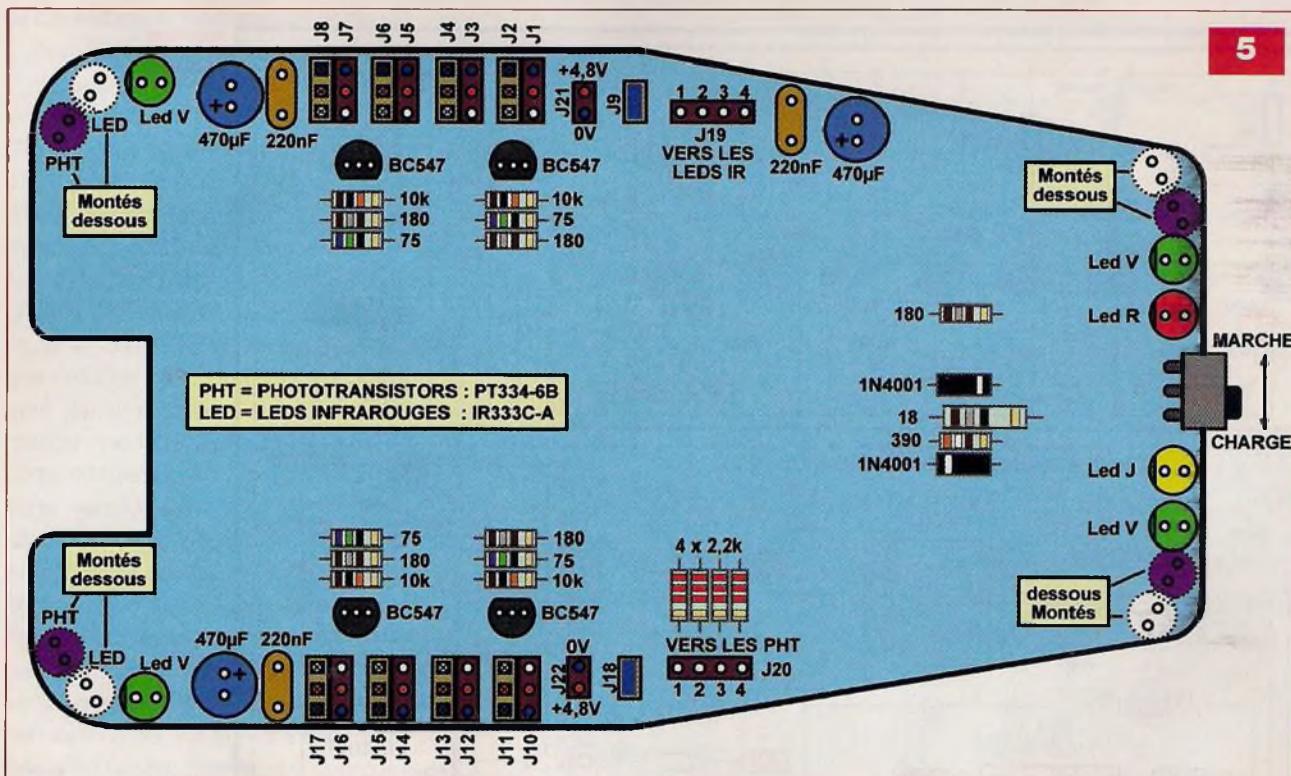 5
J8
J7
J6
J5
J4
J3
J2
J1
+4,8V
J21
0V
J9
1 2 3 4
J19
VERS LES
LEDS IR
220nF
470µF
+
LED
Led V
+
470µF
220nF
PHT
Montés
dessous
BC547
BC547
10k
180
75
10k
75
180
Montés
dessous
Led V
Led R
180
MARCHE
1N4001
18
390
1N4001
CHARGE
Led J
Led V
PHT = PHOTOTRANSISTORS : PT334-6B
LED = LEDS INFRAROUGES : IR333C-A
75
180
10k
180
75
10k
4 x 2,2k
dessous
Montés
Montés
dessous
PHT
LED
Led V
470µF
+
220nF
BC547
BC547
0V
J22
+4,8V
J18
VERS LES PHT
J20
1 2 3 4
J17
J16
J15
J14
J13
J12
J11
J10